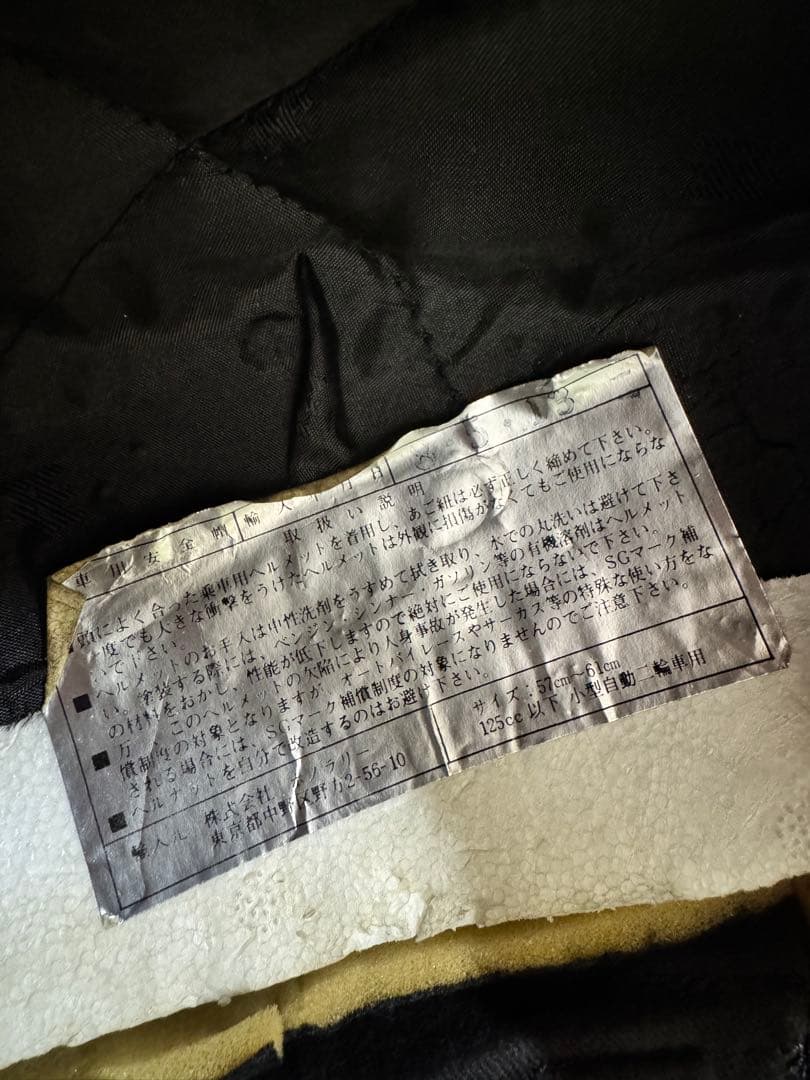 車用安全帽 輸入年月日 3.13
取扱い説明
頭によく合った乗車用ヘルメットを着用し、あご紐は必ず正しく締めて下さい。
度でも大きな衝撃をうけたヘルメットは外観に損傷がなくてもご使用にならな
て下さい。
■ ヘルメットのお手入は中性洗剤をうすめて拭き取り、水での丸洗いは避けて下さ
い。塗装する際には、ベンジン・シンナー・ガソリン等の有機溶剤はヘルメット
の材料をおかし、性能が低下しますので絶対にご使用にならないで下さい。
■ 万一このヘルメットの欠陥により人身事故が発生した場合には、SGマーク補
償制度の対象となりますが、オートバイレースやサーカス等の特殊な使い方をな
される場合には、SGマーク補償制度の対象になりませんのでご注意下さい。
■ ヘルメットを自分で改造するのはお避け下さい。
輸入元 株式会社 ノラリー
東京都中野区野方2-56-10
サイズ:57cm〜61cm
125cc以下 小型自動二輪車用